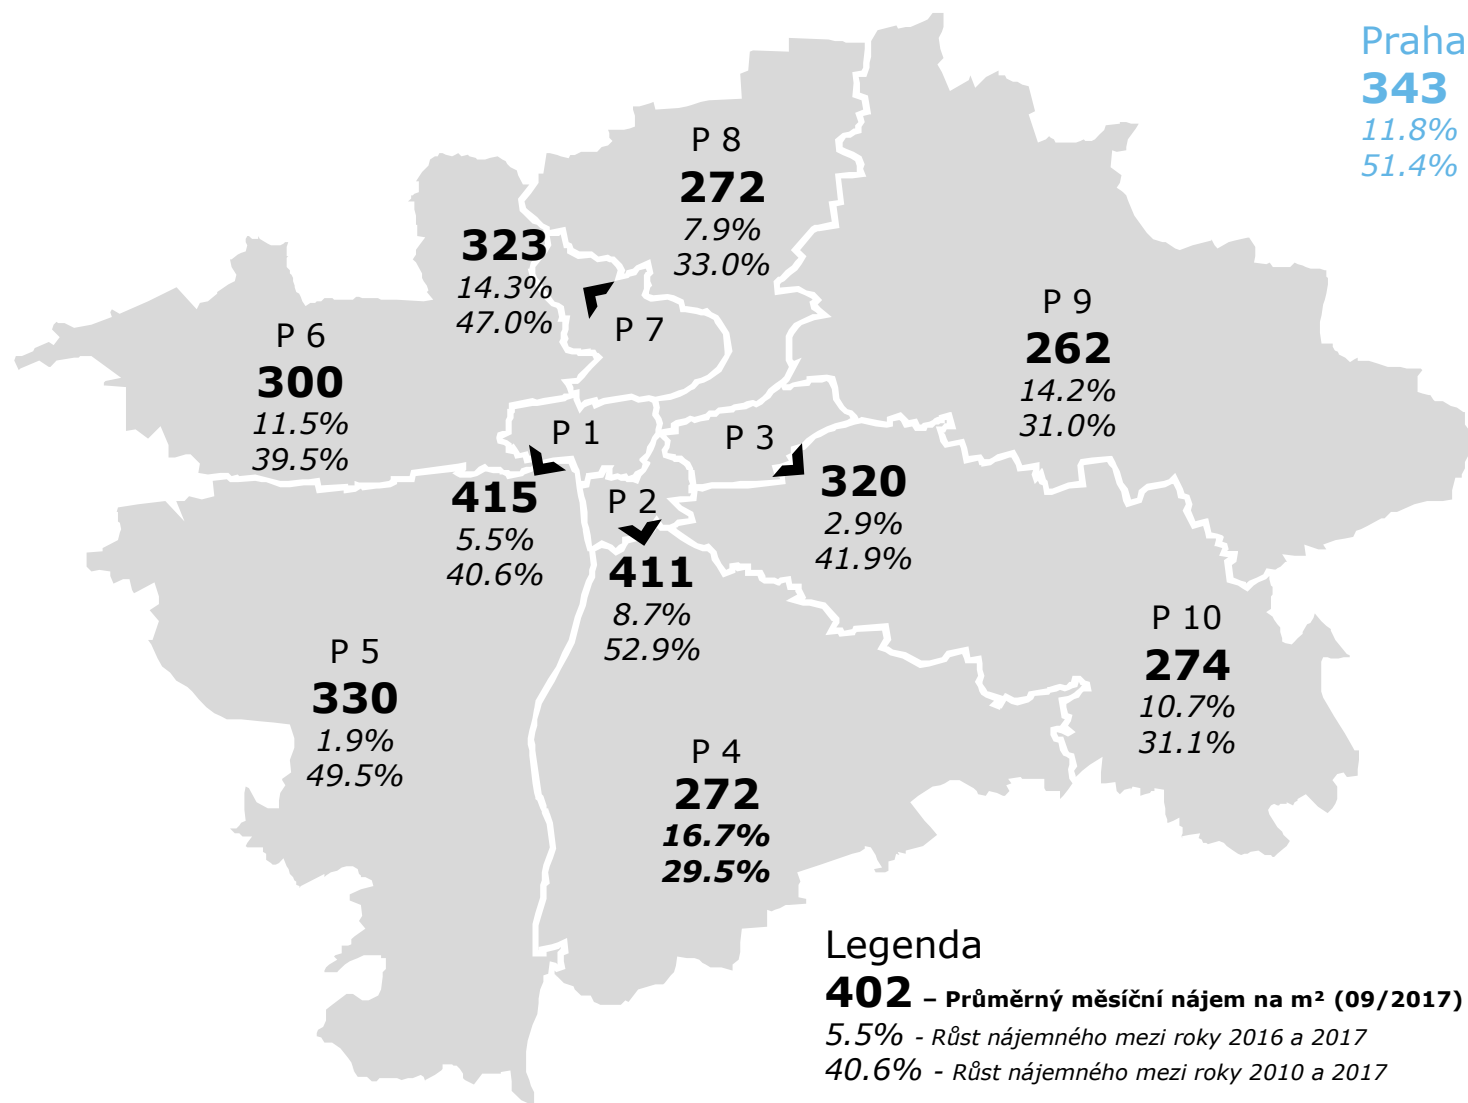 Praha
343
11.8%
51.4%
P 8
272
7.9%
33.0%
323
14.3%
47.0%
P 7
P 6
300
11.5%
39.5%
P 9
262
14.2%
31.0%
P 1
415
5.5%
40.6%
P 3
320
2.9%
41.9%
P 2
411
8.7%
52.9%
P 5
330
1.9%
49.5%
P 10
274
10.7%
31.1%
P 4
272
16.7%
29.5%
Legenda
402 – Průměrný měsíční nájem na m² (09/2017)
5.5% - Růst nájemného mezi roky 2016 a 2017
40.6% - Růst nájemného mezi roky 2010 a 2017